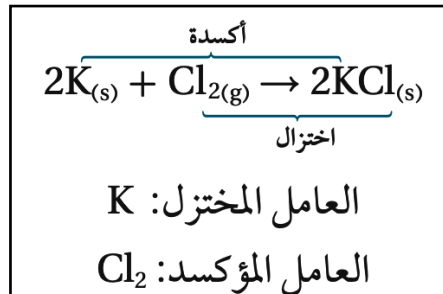 أكسدة
2K(s) + Cl2(g) → 2KCl(s)
اختزال
العامل المختزل: K
العامل المؤكسد: Cl2